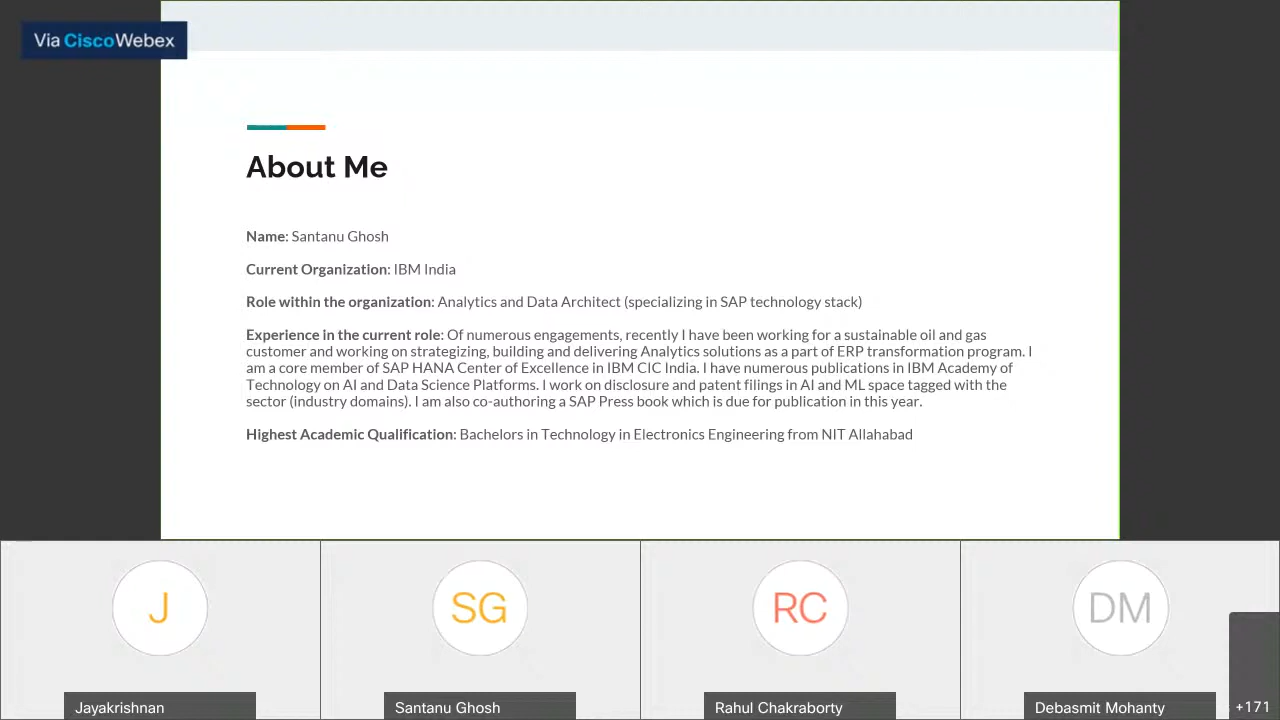 Via CiscoWebex
About Me
Name: Santanu Ghosh
Current Organization: IBM India
Role within the organization: Analytics and Data Architect (specializing in SAP technology stack)
Experience in the current role: Of numerous engagements, recently I have been working for a sustainable oil and gas
customer and working on strategizing, building and delivering Analytics solutions as a part of ERP transformation program. I
am a core member of SAP HANA Center of Excellence in IBM CIC India. I have numerous publications in IBM Academy of
Technology on AI and Data Science Platforms. I work on disclosure and patent filings in AI and ML space tagged with the
sector (industry domains). I am also co-authoring a SAP Press book which is due for publication in this year.
Highest Academic Qualification: Bachelors in Technology in Electronics Engineering from NIT Allahabad
J
SG
RC
DM
Jayakrishnan
Santanu Ghosh
Rahul Chakraborty
Debasmit Mohanty
+171